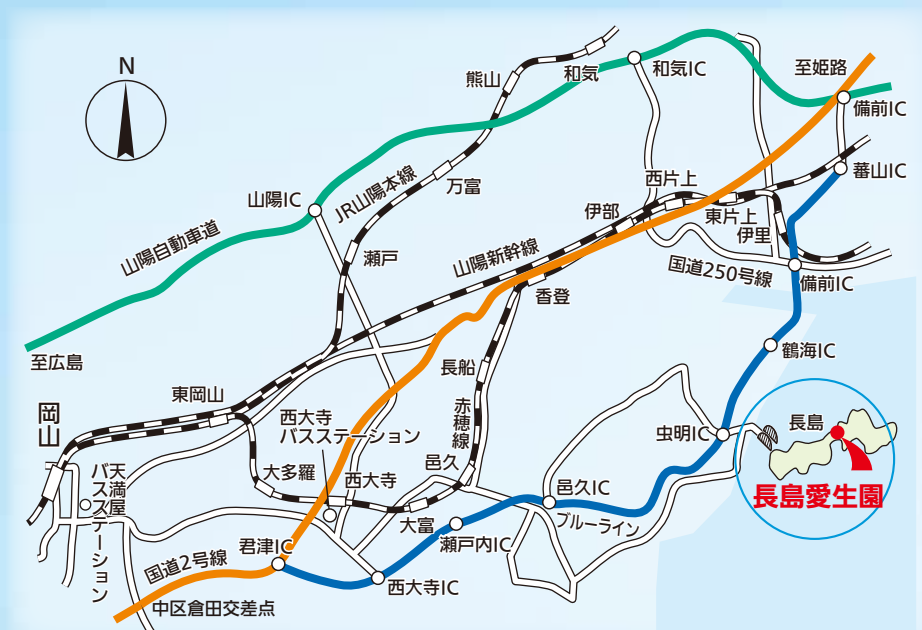 N
熊山
和気
和気IC
至姫路
備前IC
蕃山IC
山陽IC
JR山陽本線
万富
西片上
伊部
東片上
伊里
山陽自動車道
瀬戸
山陽新幹線
香登
国道250号線
備前IC
至広島
鶴海IC
長船
東岡山
岡山
西大寺
バスステーション
赤穂線
虫明IC
長島
長島愛生園
天満屋
バスステーション
大多羅
西大寺
邑久
邑久IC
大富
ブルーライン
瀬戸内IC
君津IC
国道2号線
西大寺IC
中区倉田交差点